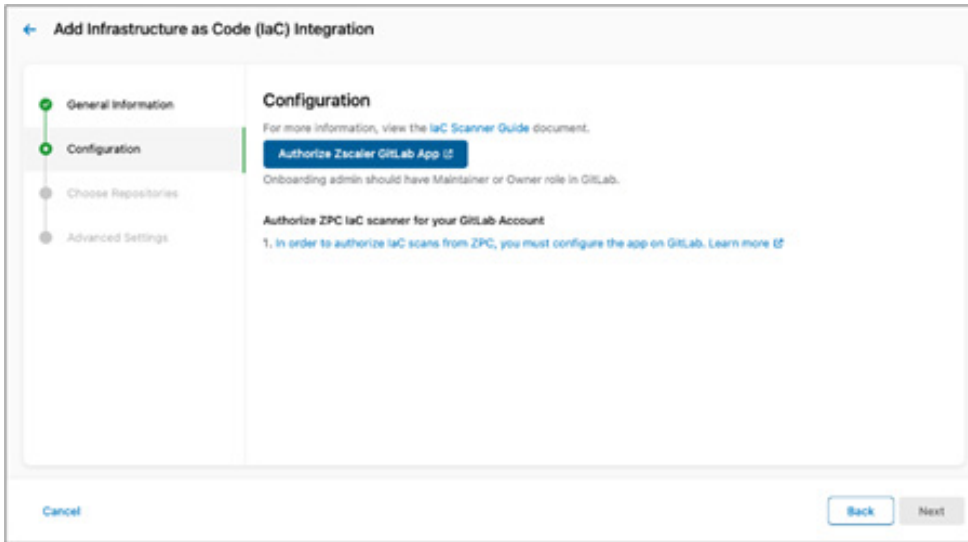 Add Infrastructure as Code (IaC) Integration
General Information
Configuration
Choose Repositories
Advanced Settings
Configuration
For more information, view the IaC Scanner Guide document.
Authorize Zscaler GitLab App
Onboarding admin should have Maintainer or Owner role in GitLab.
Authorize ZPC IaC scanner for your GitLab Account
1. In order to authorize IaC scans from ZPC, you must configure the app on GitLab. Learn more
Cancel
Back
Next